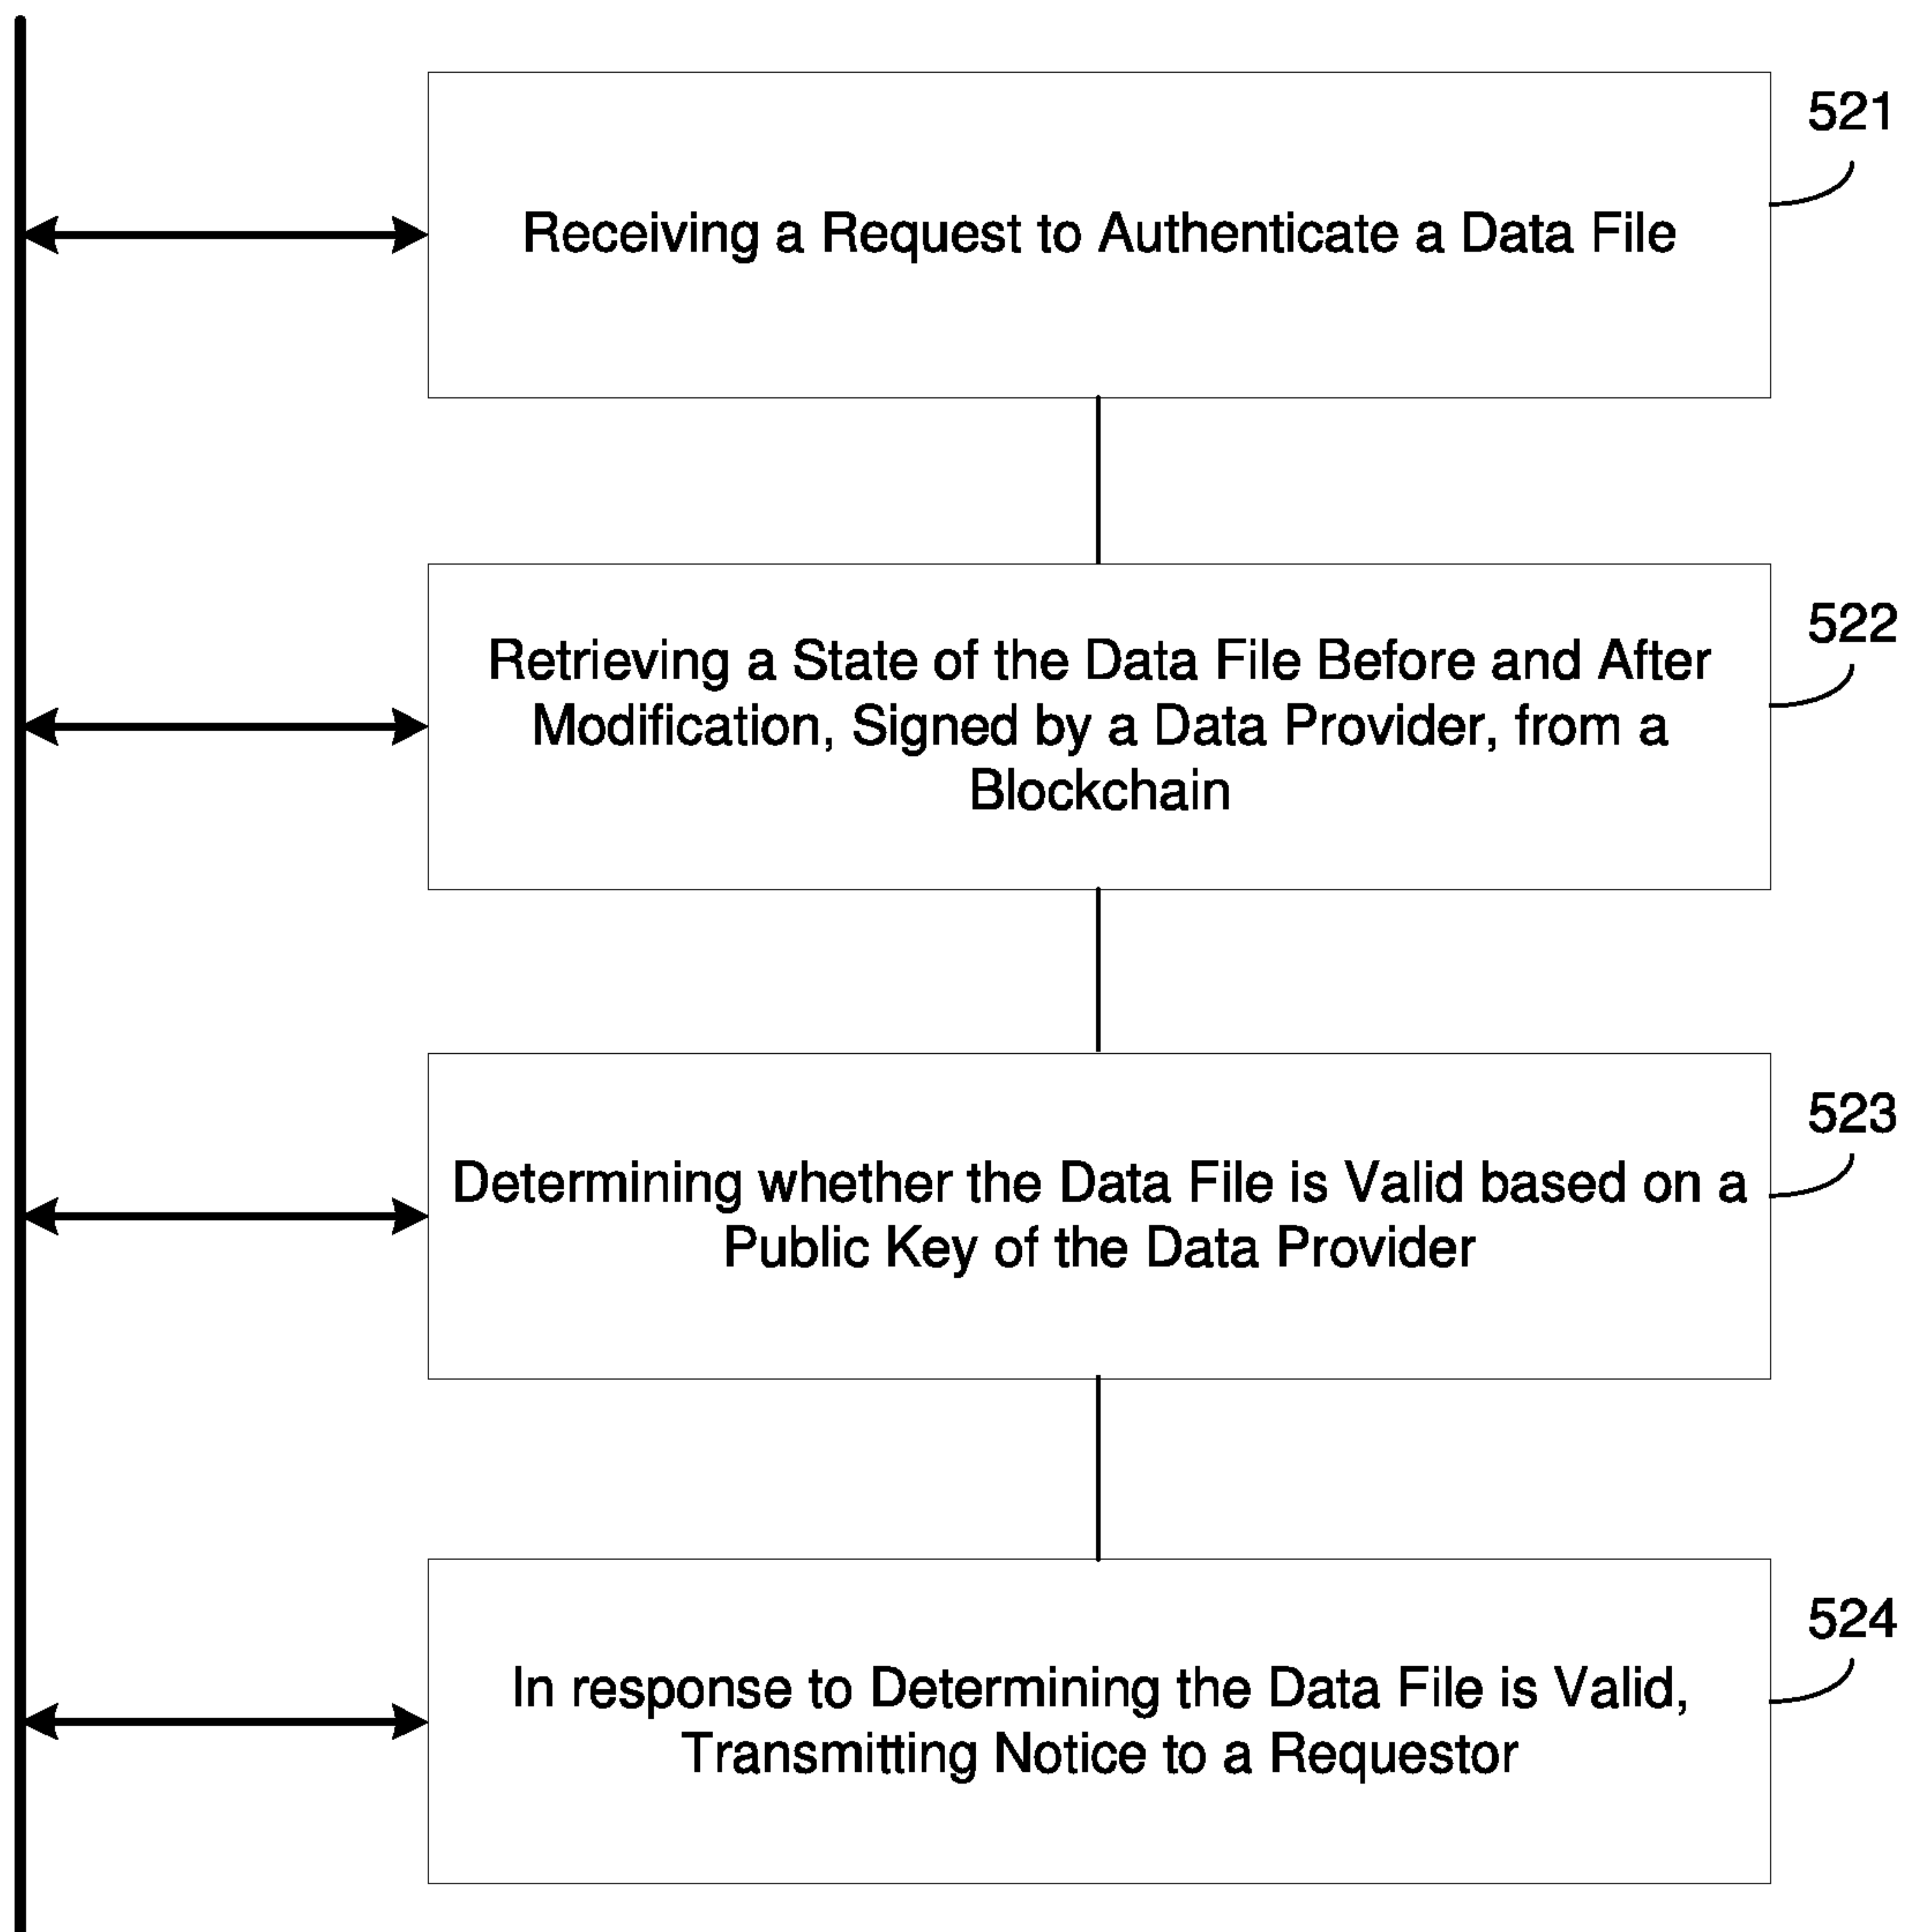 521
Receiving a Request to Authenticate a Data File
522
Retrieving a State of the Data File Before and After
Modification, Signed by a Data Provider, from a
Blockchain
523
Determining whether the Data File is Valid based on a
Public Key of the Data Provider
524
In response to Determining the Data File is Valid,
Transmitting Notice to a Requestor